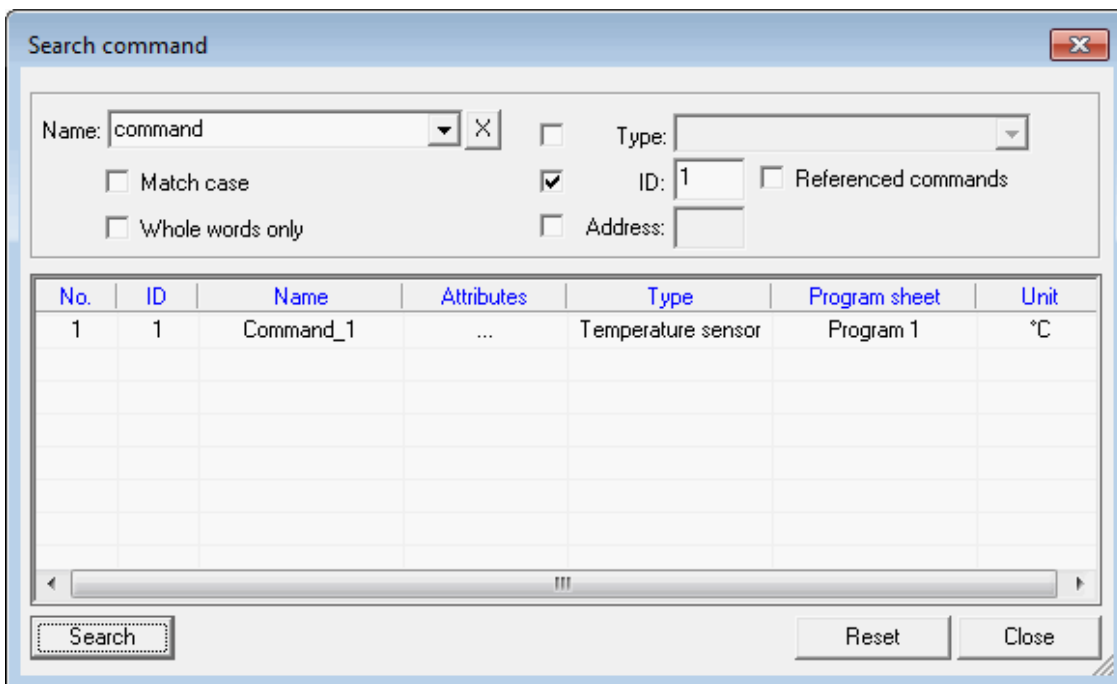 Search command
Name: command X Type:
Match case ID: 1 Referenced commands
Whole words only Address:
No. ID Name Attributes Type Program sheet Unit
1 1 Command_1 ... Temperature sensor Program 1 °C
Search Reset Close